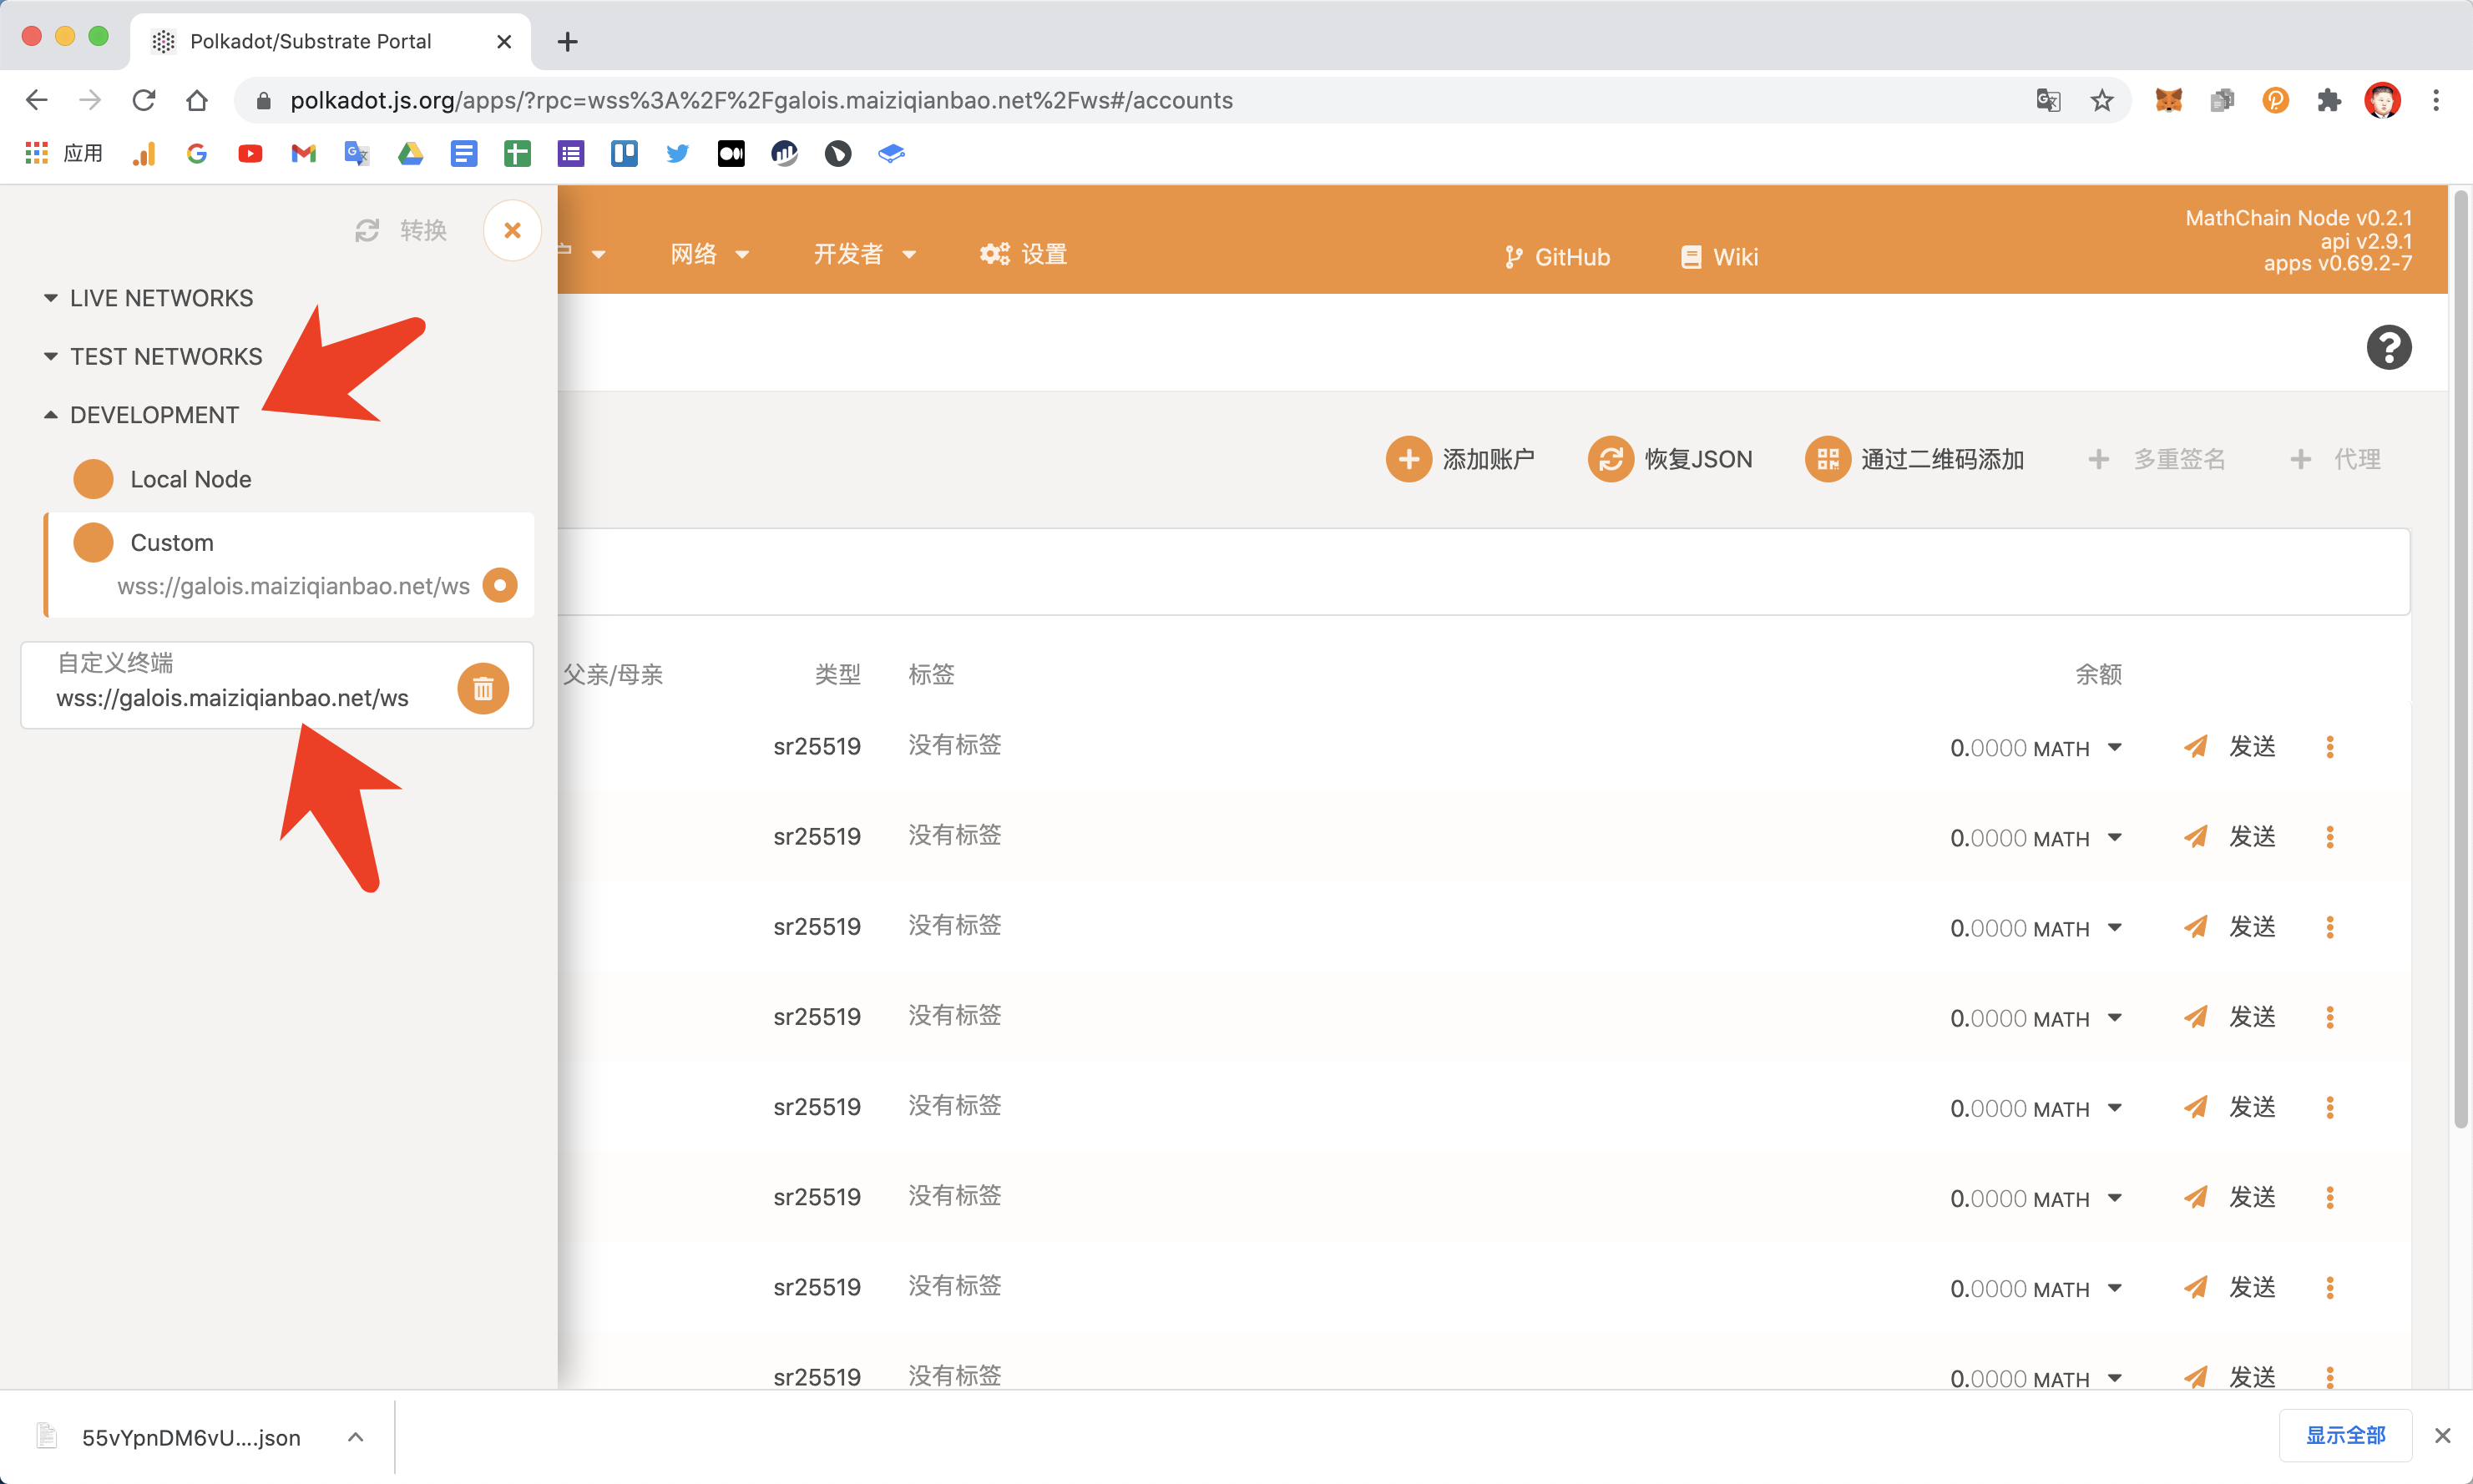 Polkadot/Substrate Portal
polkadot.js.org/apps/?rpc=wss%3A%2F%2Fgalois.maiziqianbao.net%2Fws#/accounts
应用
转换
LIVE NETWORKS
TEST NETWORKS
DEVELOPMENT
Local Node
Custom
wss://galois.maiziqianbao.net/ws
自定义终端
wss://galois.maiziqianbao.net/ws
网络
开发者
设置
GitHub
Wiki
MathChain Node v0.2.1
api v2.9.1
apps v0.69.2-7
添加账户
恢复JSON
通过二维码添加
多重签名
代理
父亲/母亲 类型 标签 余额
sr25519 没有标签 0.0000 MATH 发送
sr25519 没有标签 0.0000 MATH 发送
sr25519 没有标签 0.0000 MATH 发送
sr25519 没有标签 0.0000 MATH 发送
sr25519 没有标签 0.0000 MATH 发送
sr25519 没有标签 0.0000 MATH 发送
sr25519 没有标签 0.0000 MATH 发送
sr25519 没有标签 0.0000 MATH 发送
55vYpnDM6vU....json
显示全部